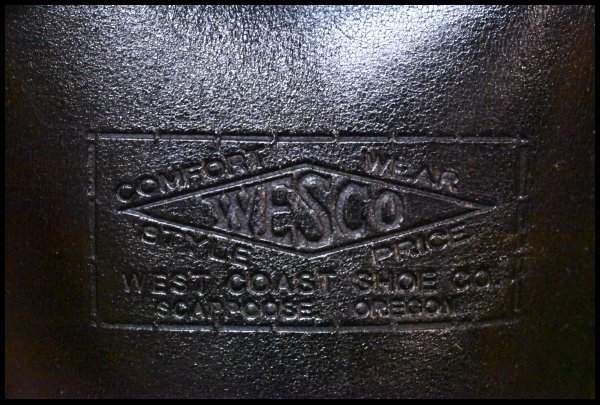 COMFORT WEAR
WESCO
STYLE PRICE
WEST COAST SHOE CO.
SCAPPOOSE, OREGON